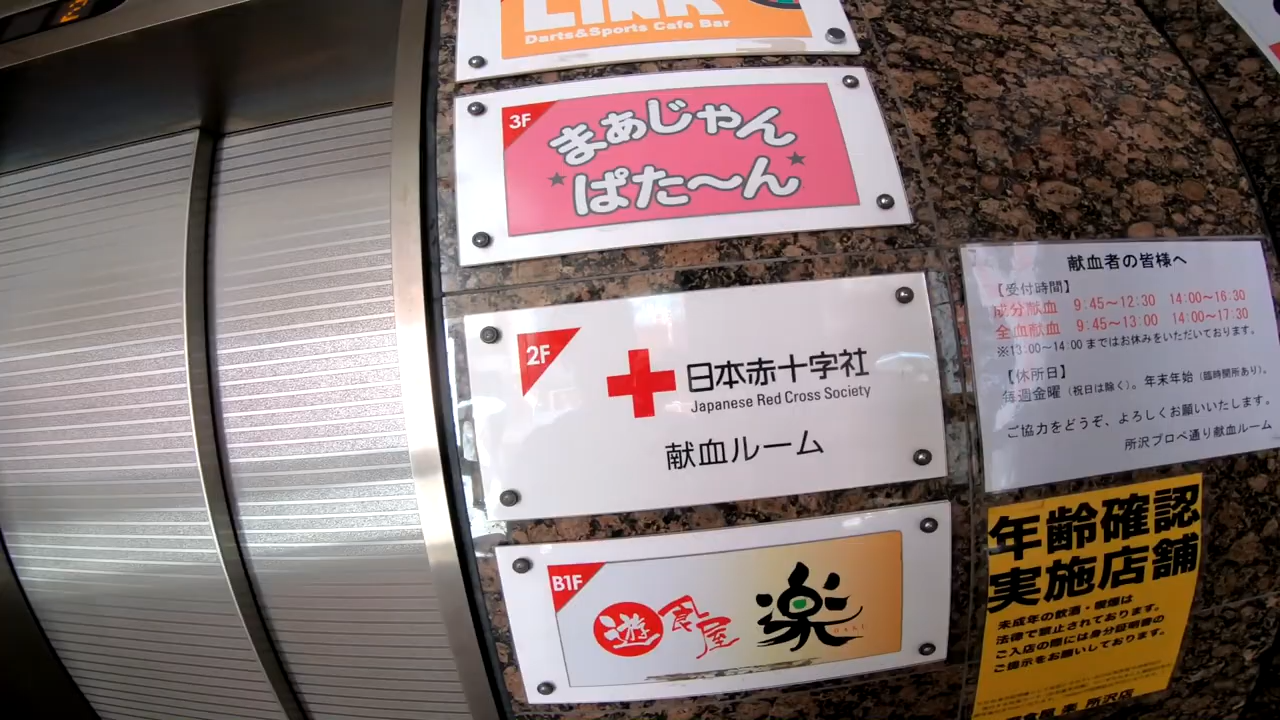 LINK
Darts&Sports Cafe Bar
3F
まぁじゃん
ぱた〜ん
2F
日本赤十字社
Japanese Red Cross Society
献血ルーム
B1F
遊食屋 楽
献血者の皆様へ
【受付時間】
成分献血 9:45〜12:30 14:00〜16:30
全血献血 9:45〜13:00 14:00〜17:30
※13:00〜14:00 まではお休みをいただいております。
【休所日】
毎週金曜（祝日は除く）。年末年始（臨時開所あり）。
ご協力をどうぞ、よろしくお願いいたします。
所沢プロペ通り献血ルーム
年齢確認
実施店舗
未成年の飲酒・喫煙は
法律で禁止されております。
ご入店の際には身分証明書の
ご提示をお願いしております。
所沢店